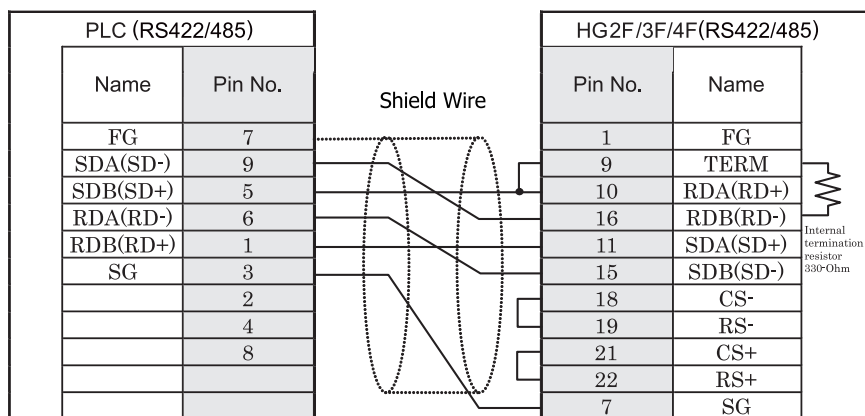 PLC (RS422/485) HG2F/3F/4F(RS422/485)
Name Pin No. Shield Wire Pin No. Name
FG 7 1 FG
SDA(SD-) 9 9 TERM
SDB(SD+) 5 10 RDA(RD+)
RDA(RD-) 6 16 RDB(RD-)
RDB(RD+) 1 11 SDA(SD+)
SG 3 15 SDB(SD-)
2 18 CS-
4 19 RS-
8 21 CS+
22 RS+
7 SG
Internal
termination
resistor
330-Ohm